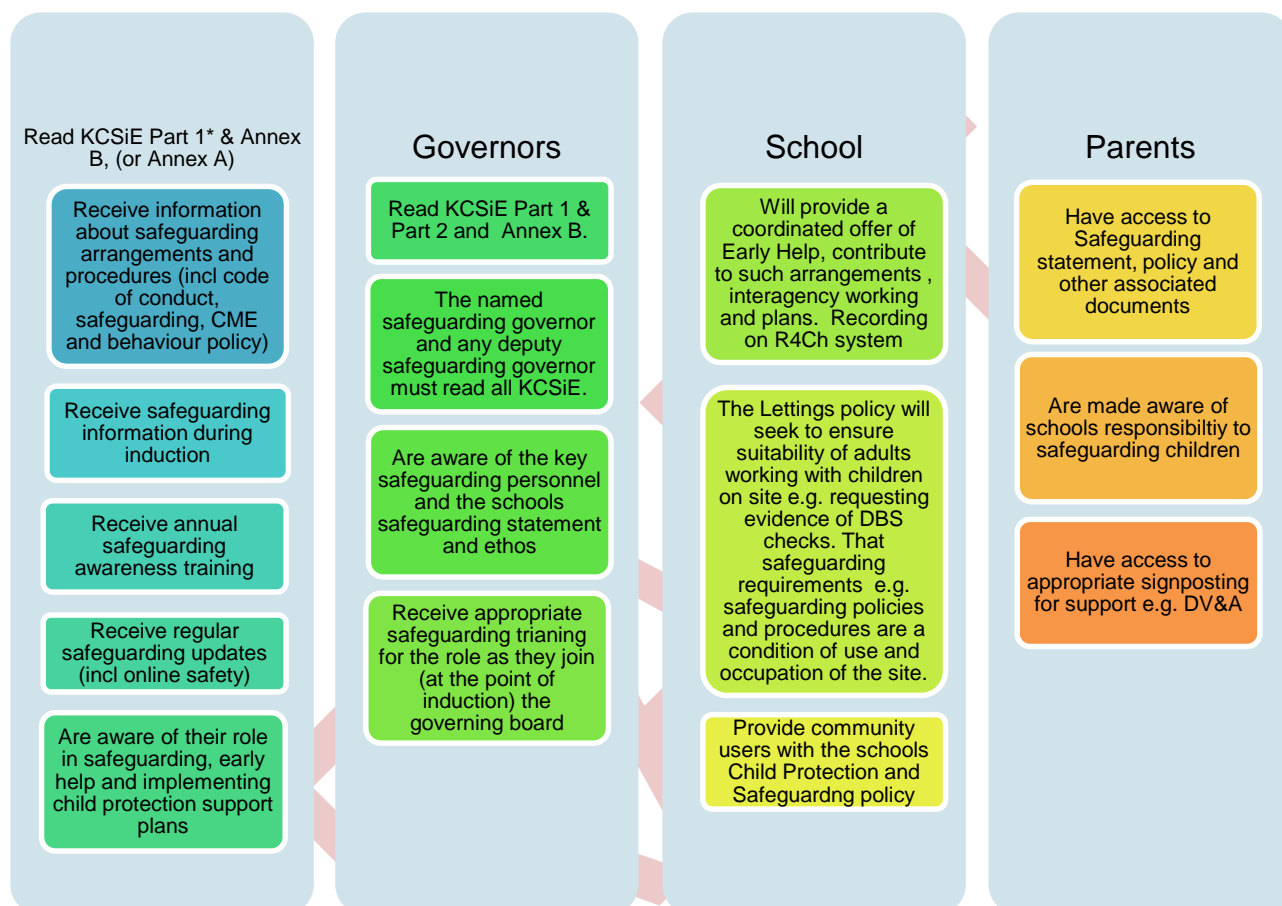 Read KCSiE Part 1* & Annex
B, (or Annex A)
Receive information
about safeguarding
arrangements and
procedures (incl code
of conduct,
safeguarding, CME
and behaviour policy)
Receive safeguarding
information during
induction
Receive annual
safeguarding
awareness training
Receive regular
safeguarding updates
(incl online safety)
Are aware of their role
in safeguarding, early
help and implementing
child protection support
plans
Governors
Read KCSiE Part 1 &
Part 2 and Annex B.
The named
safeguarding governor
and any deputy
safeguarding governor
must read all KCSiE.
Are aware of the key
safeguarding personnel
and the schools
safeguarding statement
and ethos
Receive appropriate
safeguarding trianing
for the role as they join
(at the point of
induction) the
governing board
School
Will provide a
coordinated offer of
Early Help, contribute
to such arrangements ,
interagency working
and plans. Recording
on R4Ch system
The Lettings policy will
seek to ensure
suitability of adults
working with children
on site e.g. requesting
evidence of DBS
checks. That
safeguarding
requirements e.g.
safeguarding policies
and procedures are a
condition of use and
occupation of the site.
Provide community
users with the schools
Child Protection and
Safeguardng policy
Parents
Have access to
Safeguarding
statement, policy and
other associated
documents
Are made aware of
schools responsibiltiy to
safeguarding children
Have access to
appropriate signposting
for support e.g. DV&A